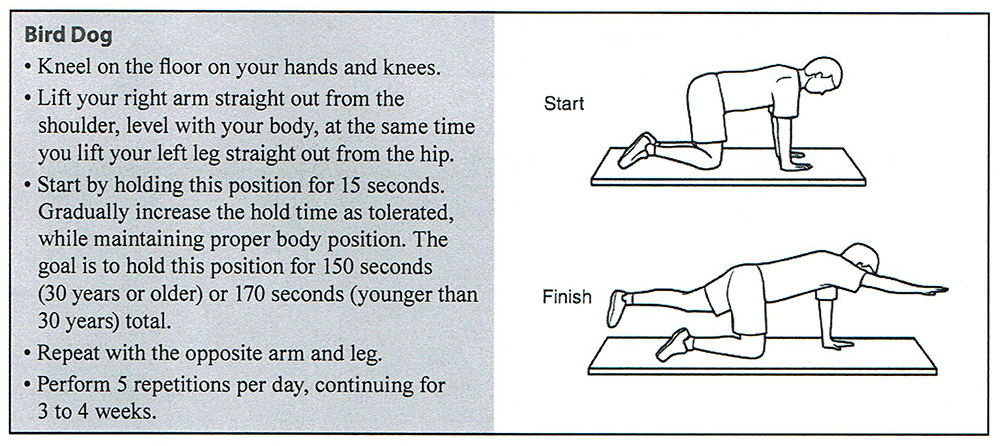 Bird Dog
• Kneel on the floor on your hands and knees.
• Lift your right arm straight out from the
shoulder, level with your body, at the same time
you lift your left leg straight out from the hip.
• Start by holding this position for 15 seconds.
Gradually increase the hold time as tolerated,
while maintaining proper body position. The
goal is to hold this position for 150 seconds
(30 years or older) or 170 seconds (younger than
30 years) total.
• Repeat with the opposite arm and leg.
• Perform 5 repetitions per day, continuing for
3 to 4 weeks.
Start
Finish